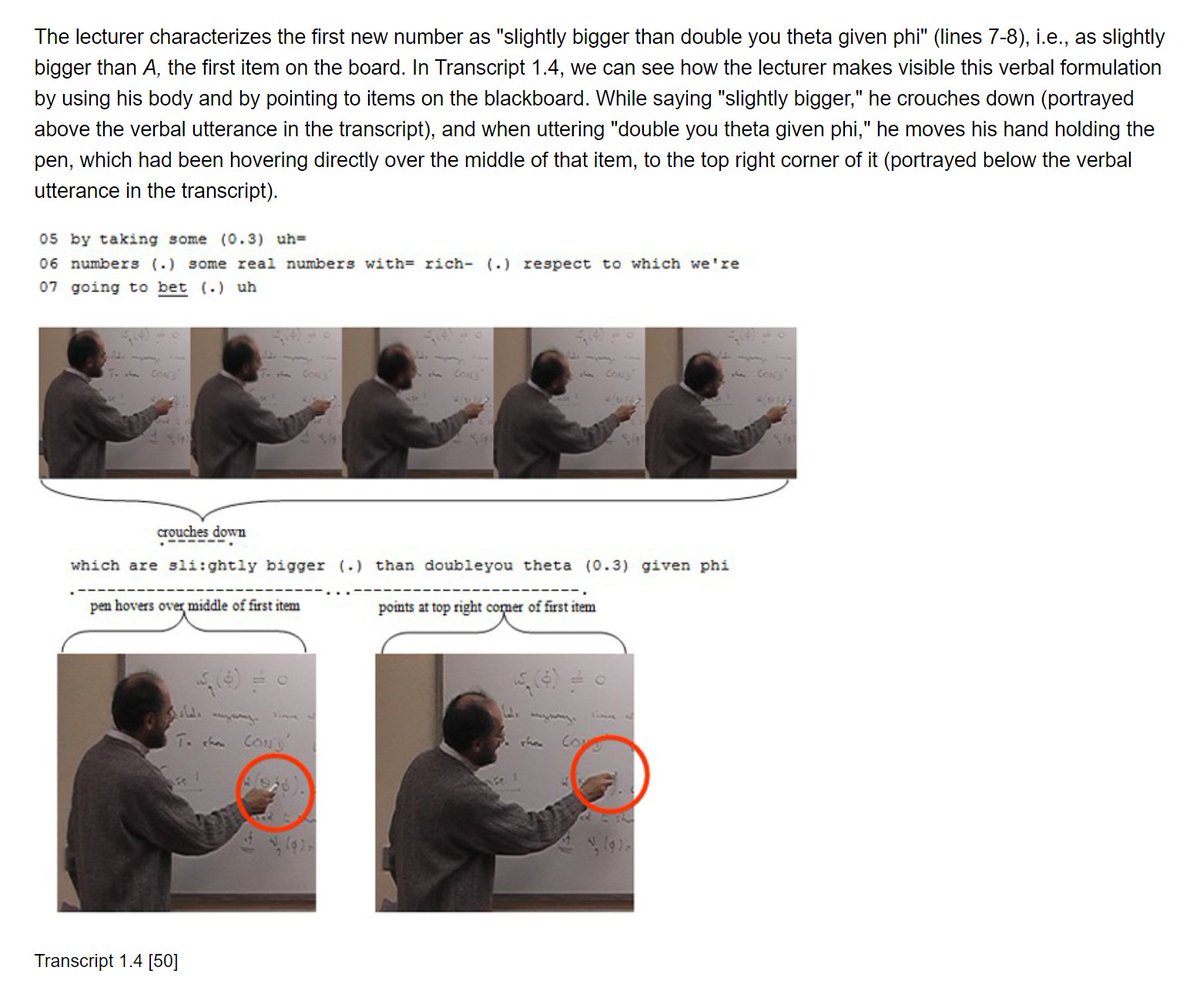 The lecturer characterizes the first new number as "slightly bigger than double you theta given phi" (lines 7-8), i.e., as slightly
bigger than A, the first item on the board. In Transcript 1.4, we can see how the lecturer makes visible this verbal formulation
by using his body and by pointing to items on the blackboard. While saying "slightly bigger," he crouches down (portrayed
above the verbal utterance in the transcript), and when uttering "double you theta given phi," he moves his hand holding the
pen, which had been hovering directly over the middle of that item, to the top right corner of it (portrayed below the verbal
utterance in the transcript).
05 by taking some (0.3) uh=
06 numbers (.) some real numbers with= rich- (.) respect to which we're
07 going to bet (.) uh
crouches down
which are sli:ghtly bigger (.) than doubleyou theta (0.3) given phi
pen hovers over middle of first item
points at top right corner of first item
(φ) ≠ 0
then COND'
(φ) ≠ 0
then
Transcript 1.4 [50]